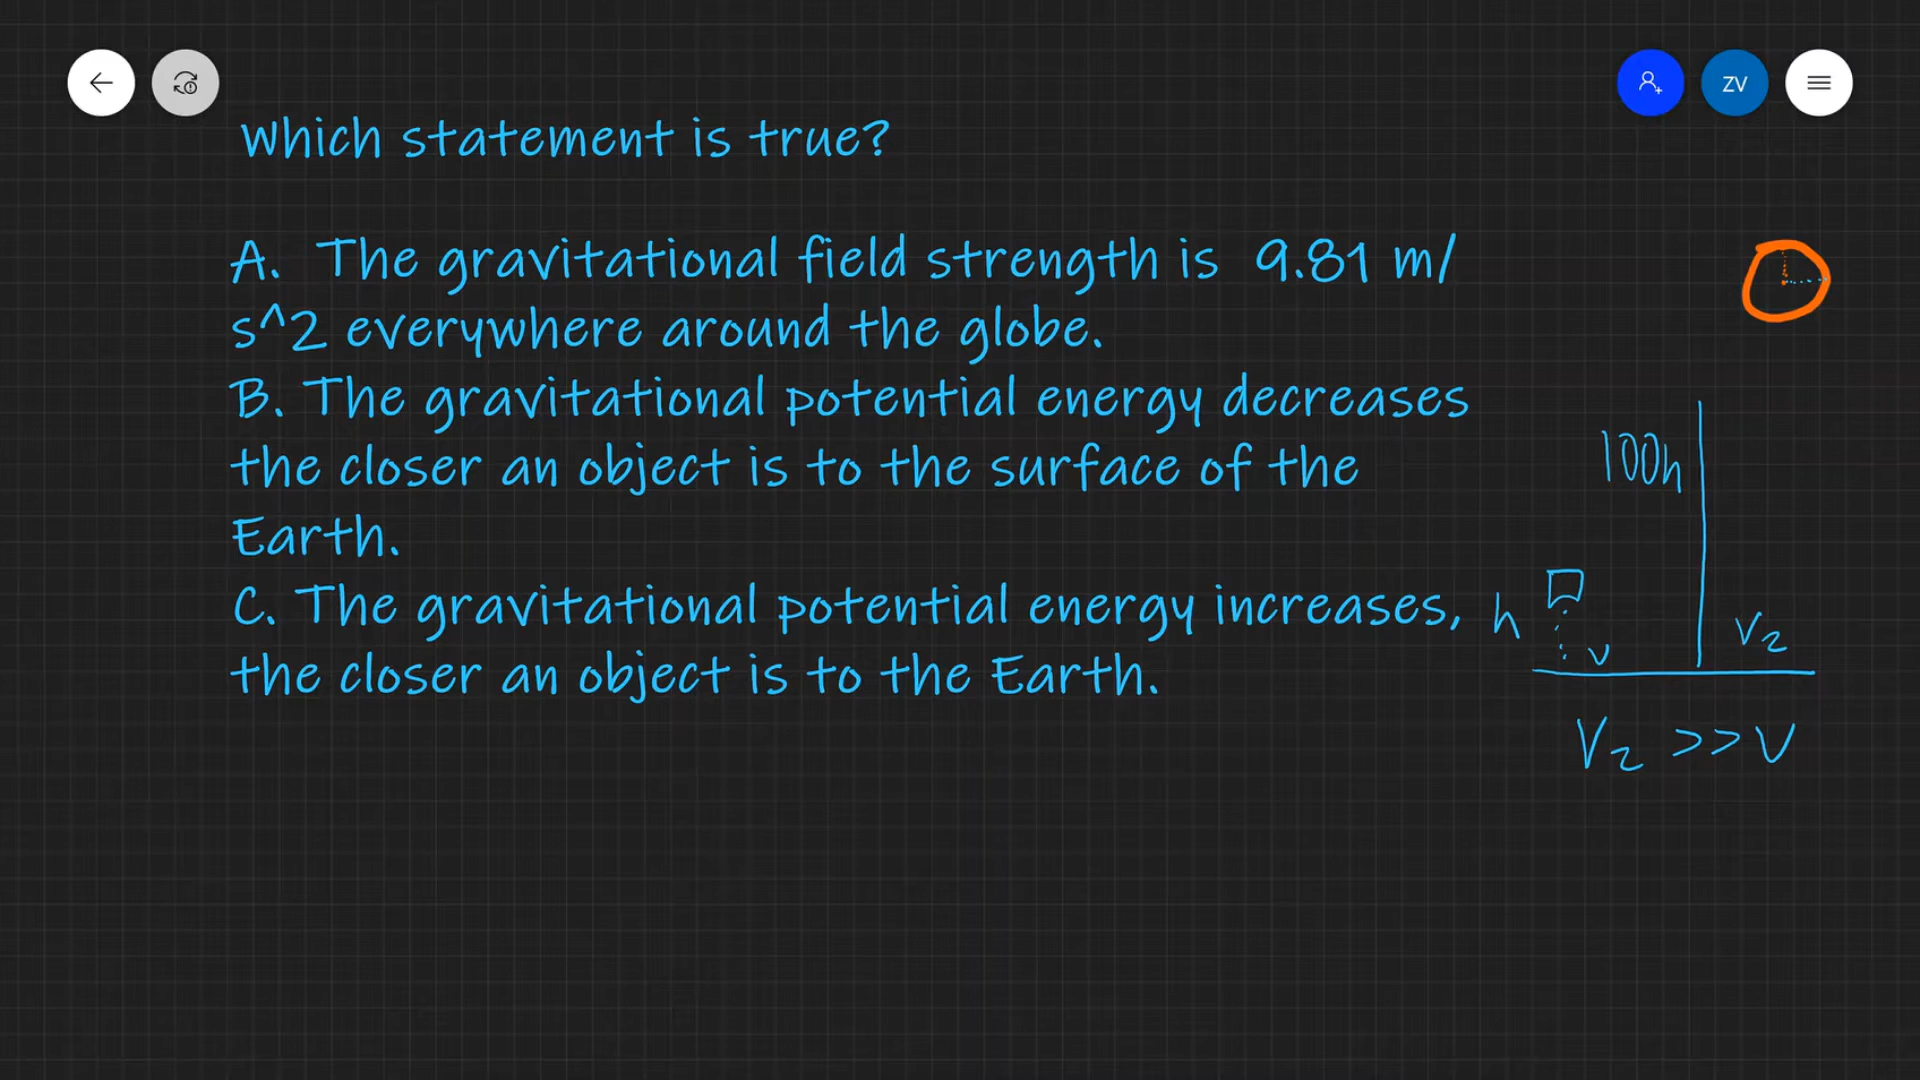 ZV
Which statement is true?
A. The gravitational field strength is 9.81 m/
s^2 everywhere around the globe.
B. The gravitational potential energy decreases
the closer an object is to the surface of the
Earth.
C. The gravitational potential energy increases,
the closer an object is to the Earth.
100h
h
v
v2
V2 >> V